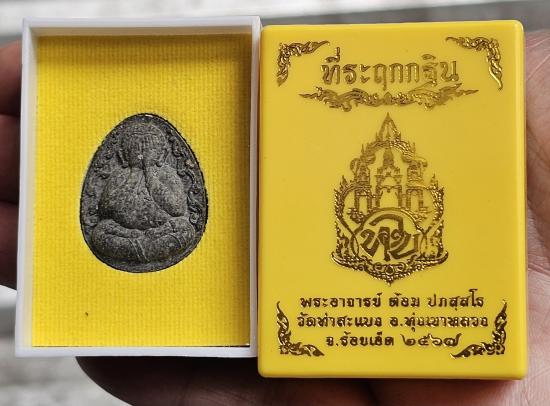 ที่ระฤกกฐิน
พระอาจารย์ ต้อม ปภสฺสโร
วัดท่าสะแบง อ.ทุ่งเขาหลวง
จ.ร้อยเอ็ด ๒๕๖๗